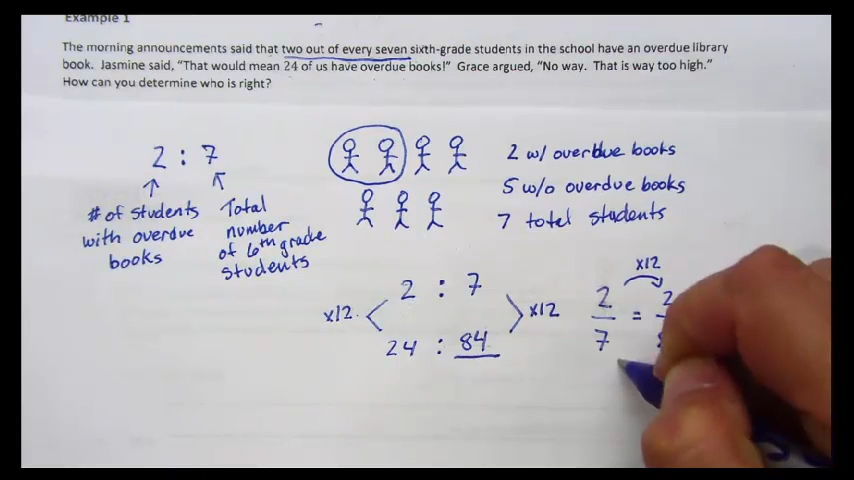 Example 1
The morning announcements said that two out of every seven sixth-grade students in the school have an overdue library
book. Jasmine said, "That would mean 24 of us have overdue books!" Grace argued, "No way. That is way too high."
How can you determine who is right?
2 : 7
# of students
with overdue
books
Total
number
of 6th grade
students
2 w/ overdue books
5 w/o overdue books
7 total students
2 : 7
x12
x12
24 : 84
x12
2
7
=
2